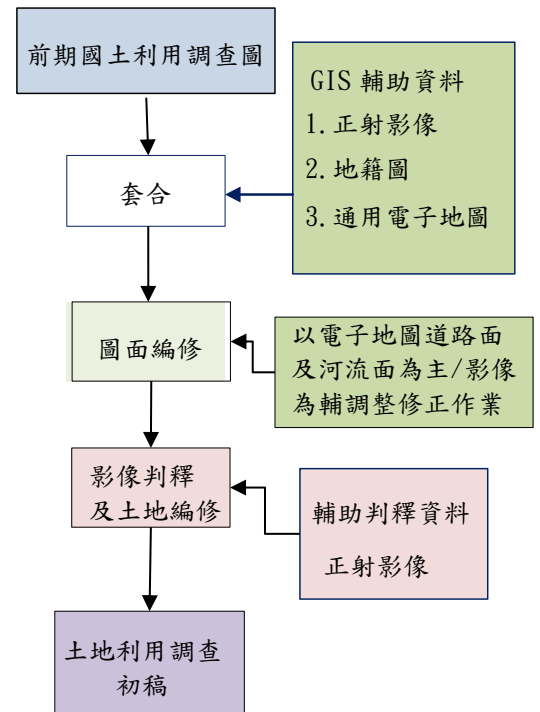 前期國土利用調查圖
GIS 輔助資料
1.正射影像
2.地籍圖
3.通用電子地圖
套合
圖面編修
以電子地圖道路面
及河流面為主/影像
為輔調整修正作業
影像判釋
及土地編修
輔助判釋資料
正射影像
土地利用調查
初稿